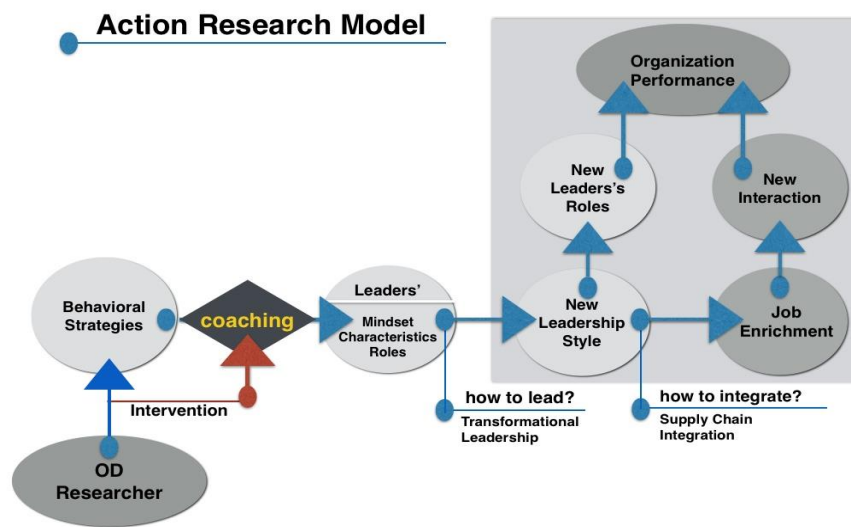 Action Research Model
Organization
Performance
New
Leaders's
Roles
New
Interaction
Behavioral
Strategies
coaching
Leaders'
Mindset
Characteristics
Roles
New
Leadership
Style
Job
Enrichment
Intervention
how to lead?
Transformational
Leadership
how to integrate?
Supply Chain
Integration
OD
Researcher